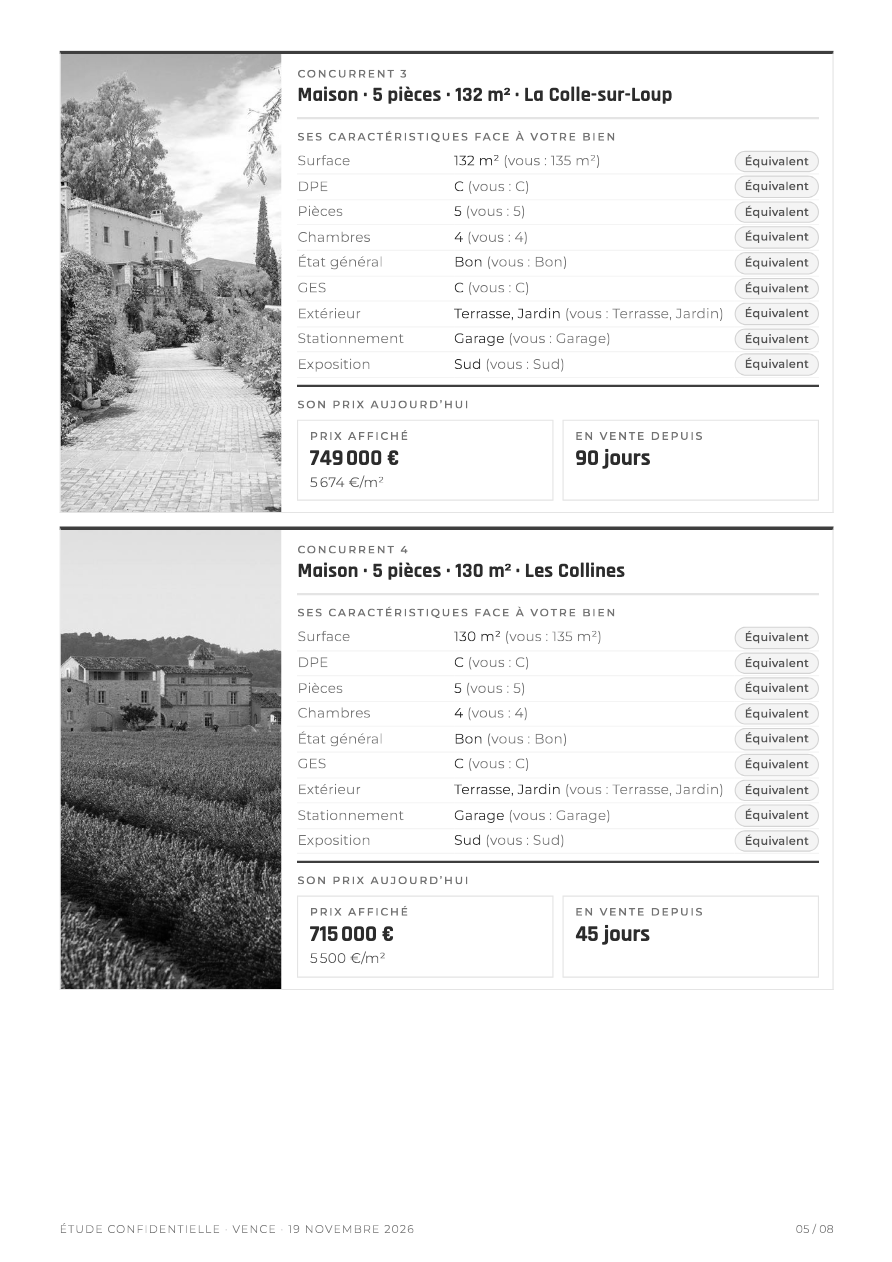 CONCURRENT 3
Maison · 5 pièces · 132 m² · La Colle-sur-Loup
SES CARACTÉRISTIQUES FACE À VOTRE BIEN
Surface 132 m² (vous : 135 m²) Équivalent
DPE C (vous : C) Équivalent
Pièces 5 (vous : 5) Équivalent
Chambres 4 (vous : 4) Équivalent
État général Bon (vous : Bon) Équivalent
GES C (vous : C) Équivalent
Extérieur Terrasse, Jardin (vous : Terrasse, Jardin) Équivalent
Stationnement Garage (vous : Garage) Équivalent
Exposition Sud (vous : Sud) Équivalent
SON PRIX AUJOURD'HUI
PRIX AFFICHÉ
749 000 €
5 674 €/m²
EN VENTE DEPUIS
90 jours
CONCURRENT 4
Maison · 5 pièces · 130 m² · Les Collines
SES CARACTÉRISTIQUES FACE À VOTRE BIEN
Surface 130 m² (vous : 135 m²) Équivalent
DPE C (vous : C) Équivalent
Pièces 5 (vous : 5) Équivalent
Chambres 4 (vous : 4) Équivalent
État général Bon (vous : Bon) Équivalent
GES C (vous : C) Équivalent
Extérieur Terrasse, Jardin (vous : Terrasse, Jardin) Équivalent
Stationnement Garage (vous : Garage) Équivalent
Exposition Sud (vous : Sud) Équivalent
SON PRIX AUJOURD'HUI
PRIX AFFICHÉ
715 000 €
5 500 €/m²
EN VENTE DEPUIS
45 jours
ÉTUDE CONFIDENTIELLE · VENCE · 19 NOVEMBRE 2026
05 / 08